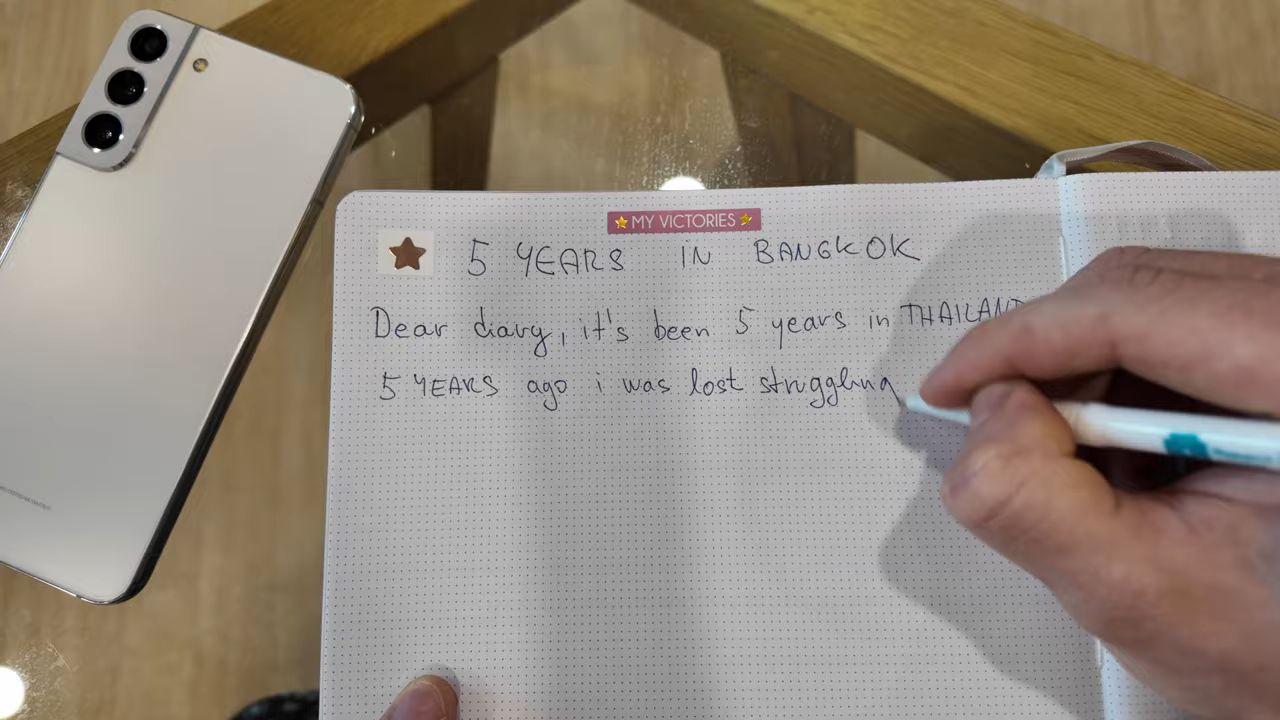 MY VICTORIES
5 YEARS IN BANGKOK
Dear diary, it's been 5 years in THAILAND
5 YEARS ago i was lost struggling